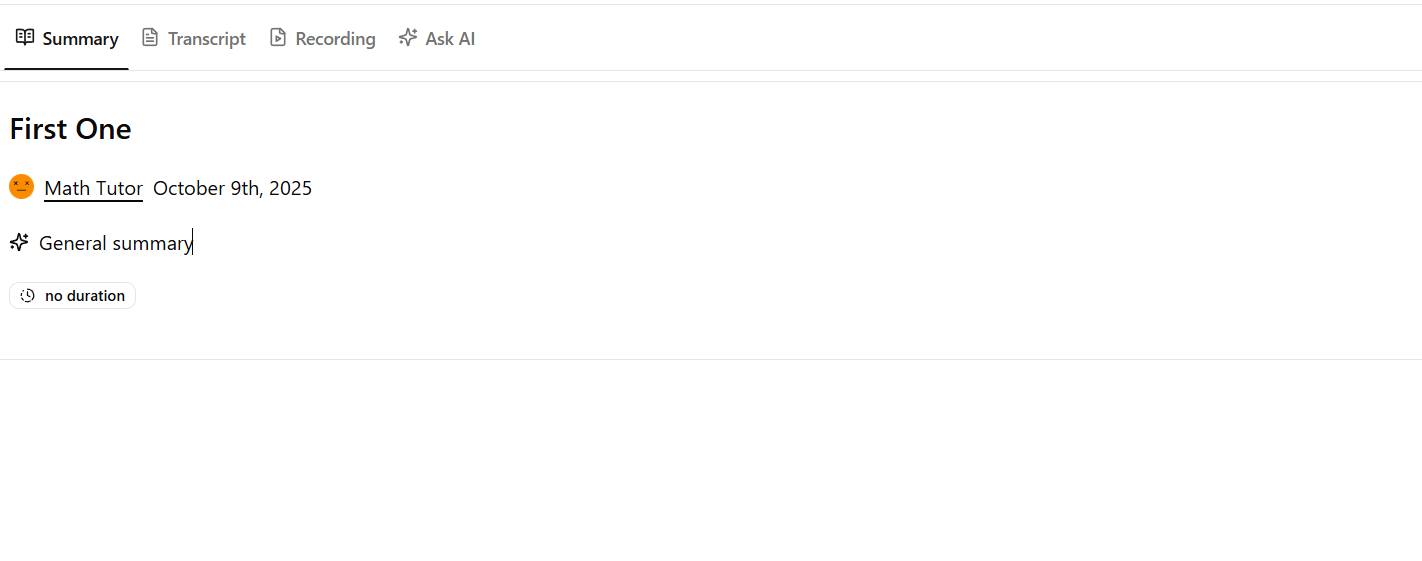 Summary Transcript Recording Ask AI
First One
Math Tutor October 9th, 2025
General summary
no duration